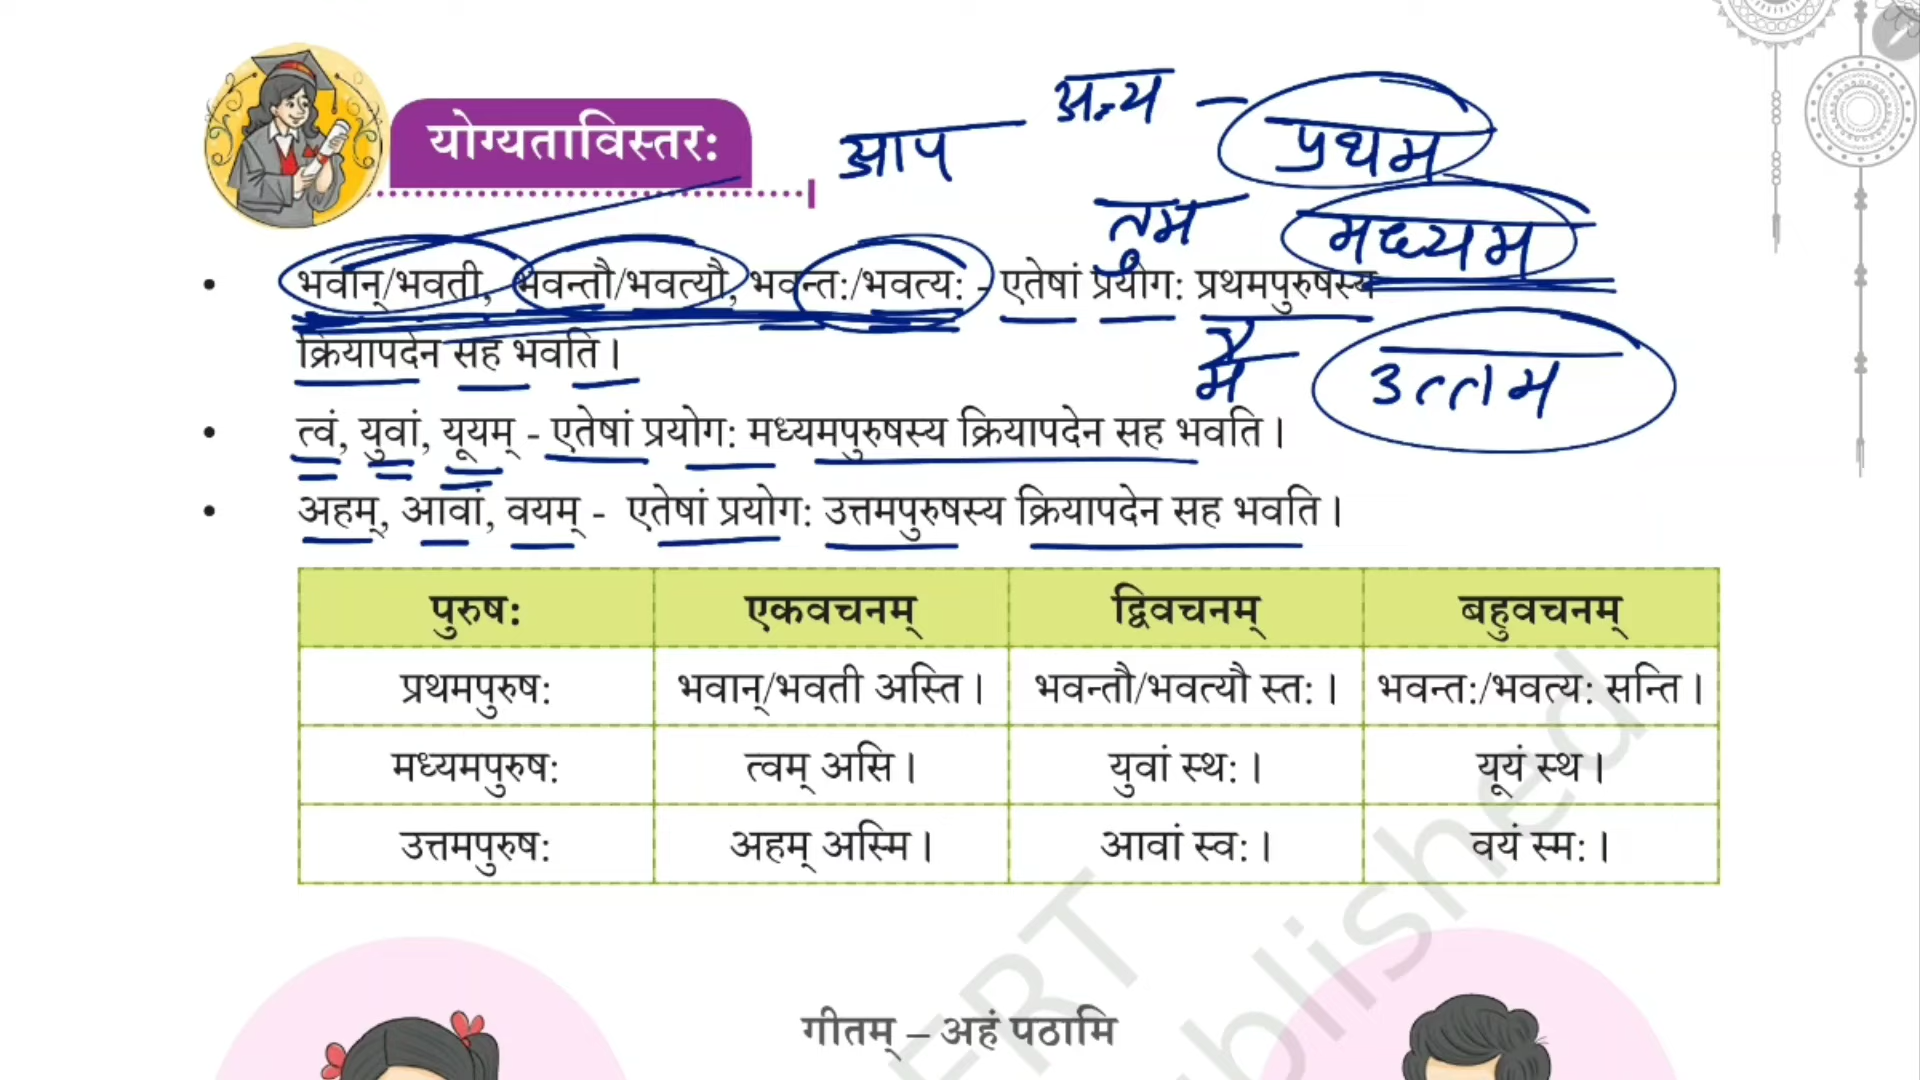 योग्यताविस्तरः
आप
अन्य – प्रथम
तुम मध्यम
मैं उत्तम
• भवान्/भवती, भवन्तौ/भवत्यौ, भवन्तः/भवत्यः - एतेषां प्रयोगः प्रथमपुरुषस्य
क्रियापदेन सह भवति।
• त्वं, युवां, यूयम् - एतेषां प्रयोगः मध्यमपुरुषस्य क्रियापदेन सह भवति।
• अहम्, आवां, वयम् - एतेषां प्रयोगः उत्तमपुरुषस्य क्रियापदेन सह भवति।
पुरुषः एकवचनम् द्विवचनम् बहुवचनम्
प्रथमपुरुषः भवान्/भवती अस्ति। भवन्तौ/भवत्यौ स्तः। भवन्तः/भवत्यः सन्ति।
मध्यमपुरुषः त्वम् असि। युवां स्थः। यूयं स्थ।
उत्तमपुरुषः अहम् अस्मि। आवां स्वः। वयं स्मः।
गीतम् – अहं पठामि